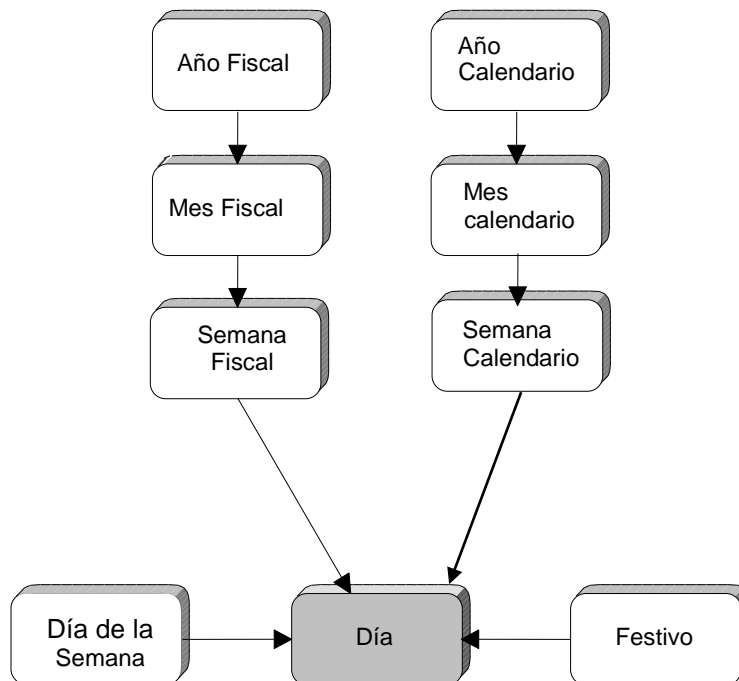 Año Fiscal
Año
Calendario
Mes Fiscal
Mes
calendario
Semana
Fiscal
Semana
Calendario
Día de la
Semana
Día
Festivo